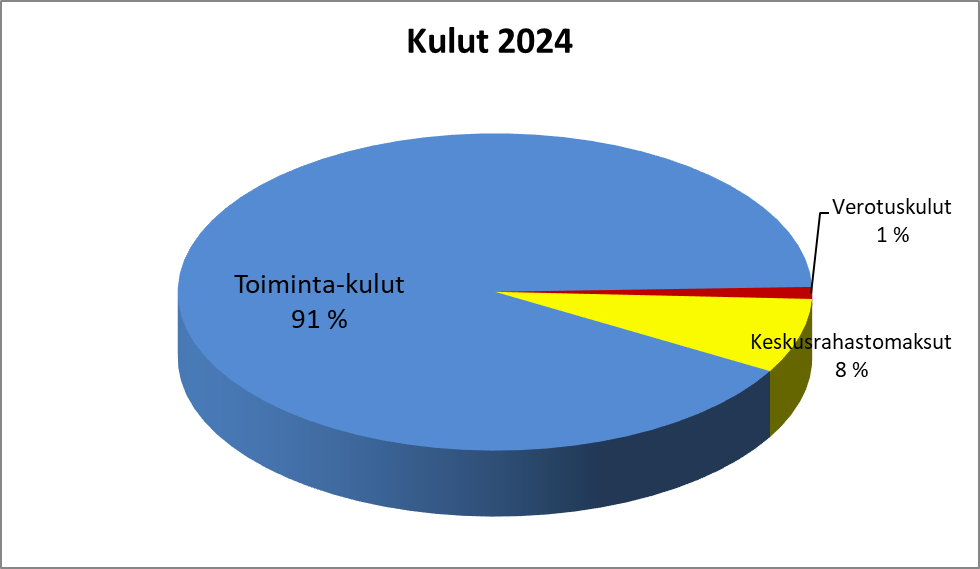 Kulut 2024
Verotuskulut
1 %
Toiminta-kulut
91 %
Keskusrahastomaksut
8 %